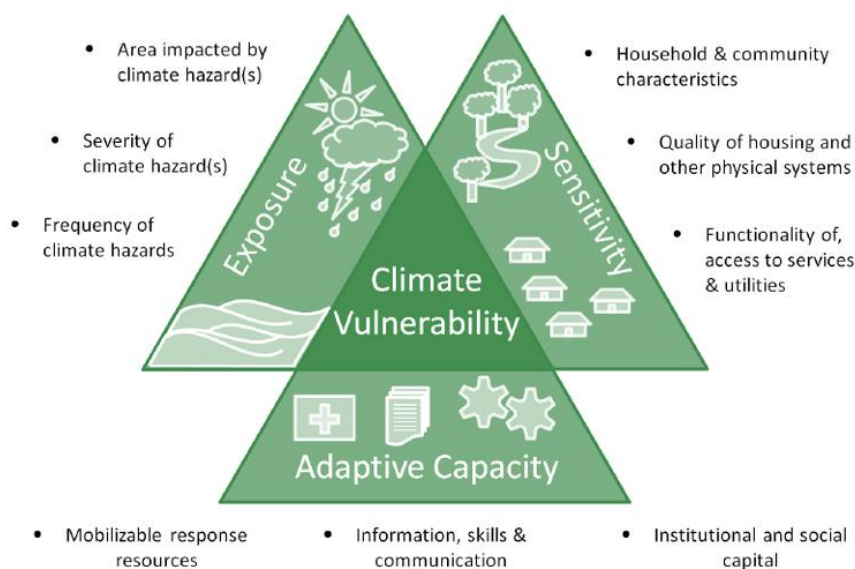 • Area impacted by
climate hazard(s)
• Severity of
climate hazard(s)
• Frequency of
climate hazards
Exposure
• Household & community
characteristics
• Quality of housing and
other physical systems
• Functionality of,
access to services
& utilities
Sensitivity
Climate
Vulnerability
Adaptive Capacity
• Mobilizable response
resources
• Information, skills &
communication
• Institutional and social
capital